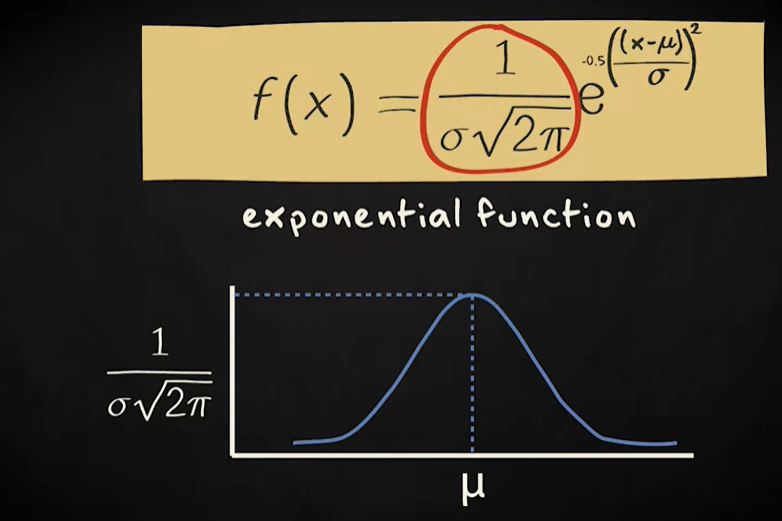 f(x) = 1/(σ√2π) e^(-0.5((x-μ)/σ)²)
exponential function
1/(σ√2π)
μ